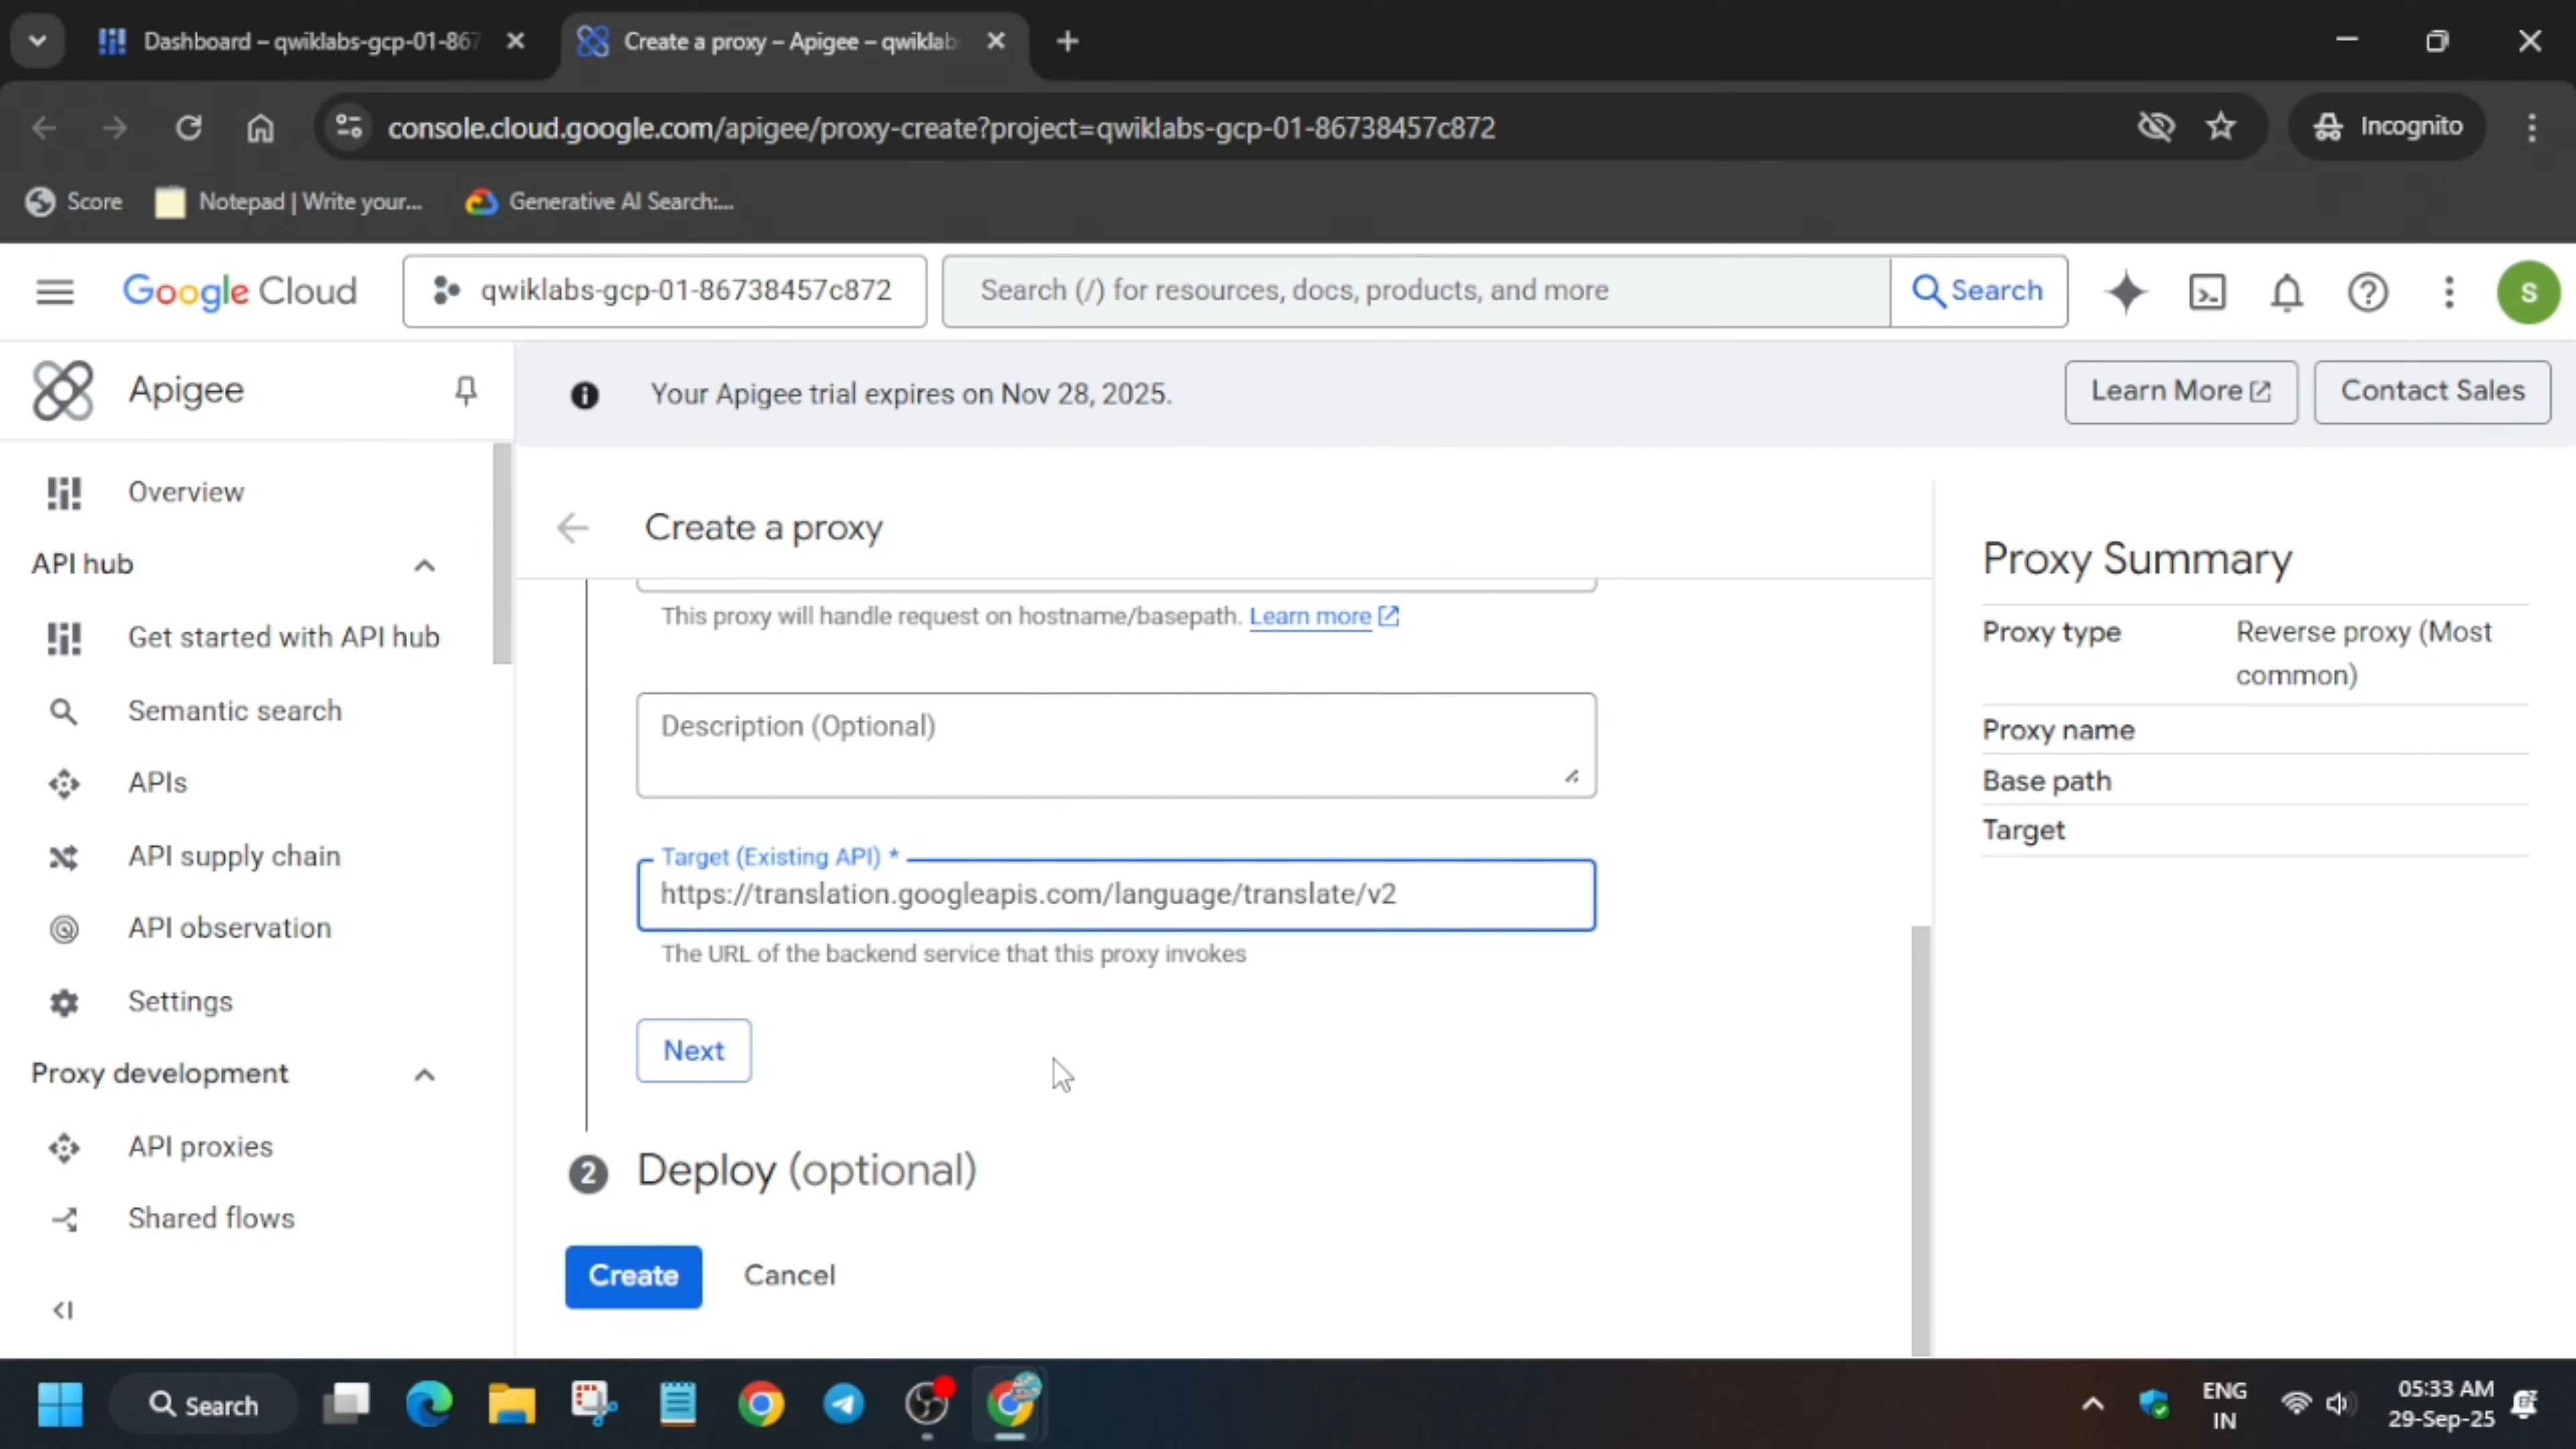 Dashboard – qwiklabs-gcp-01-867
Create a proxy – Apigee – qwiklab
console.cloud.google.com/apigee/proxy-create?project=qwiklabs-gcp-01-86738457c872
Incognito
Score
Notepad | Write your...
Generative AI Search:...
Google Cloud
qwiklabs-gcp-01-86738457c872
Search (/) for resources, docs, products, and more
Search
S
Apigee
Your Apigee trial expires on Nov 28, 2025.
Learn More
Contact Sales
Overview
API hub
Get started with API hub
Semantic search
APIs
API supply chain
API observation
Settings
Proxy development
API proxies
Shared flows
Create a proxy
This proxy will handle request on hostname/basepath. Learn more
Description (Optional)
Target (Existing API) *
https://translation.googleapis.com/language/translate/v2
The URL of the backend service that this proxy invokes
Next
2 Deploy (optional)
Create
Cancel
Proxy Summary
Proxy type
Reverse proxy (Most
common)
Proxy name
Base path
Target
Search
ENG
IN
05:33 AM
29-Sep-25